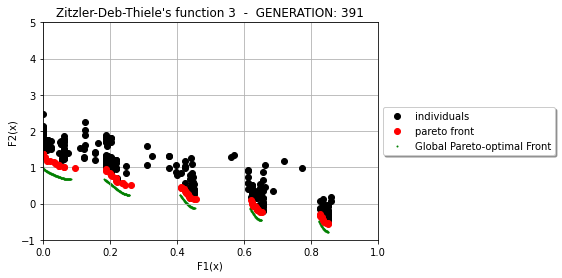 Zitzler-Deb-Thiele's function 3 - GENERATION: 391
5
4
3
2
1
0
-1
F2(x)
0.0 0.2 0.4 0.6 0.8 1.0
F1(x)
individuals
pareto front
Global Pareto-optimal Front